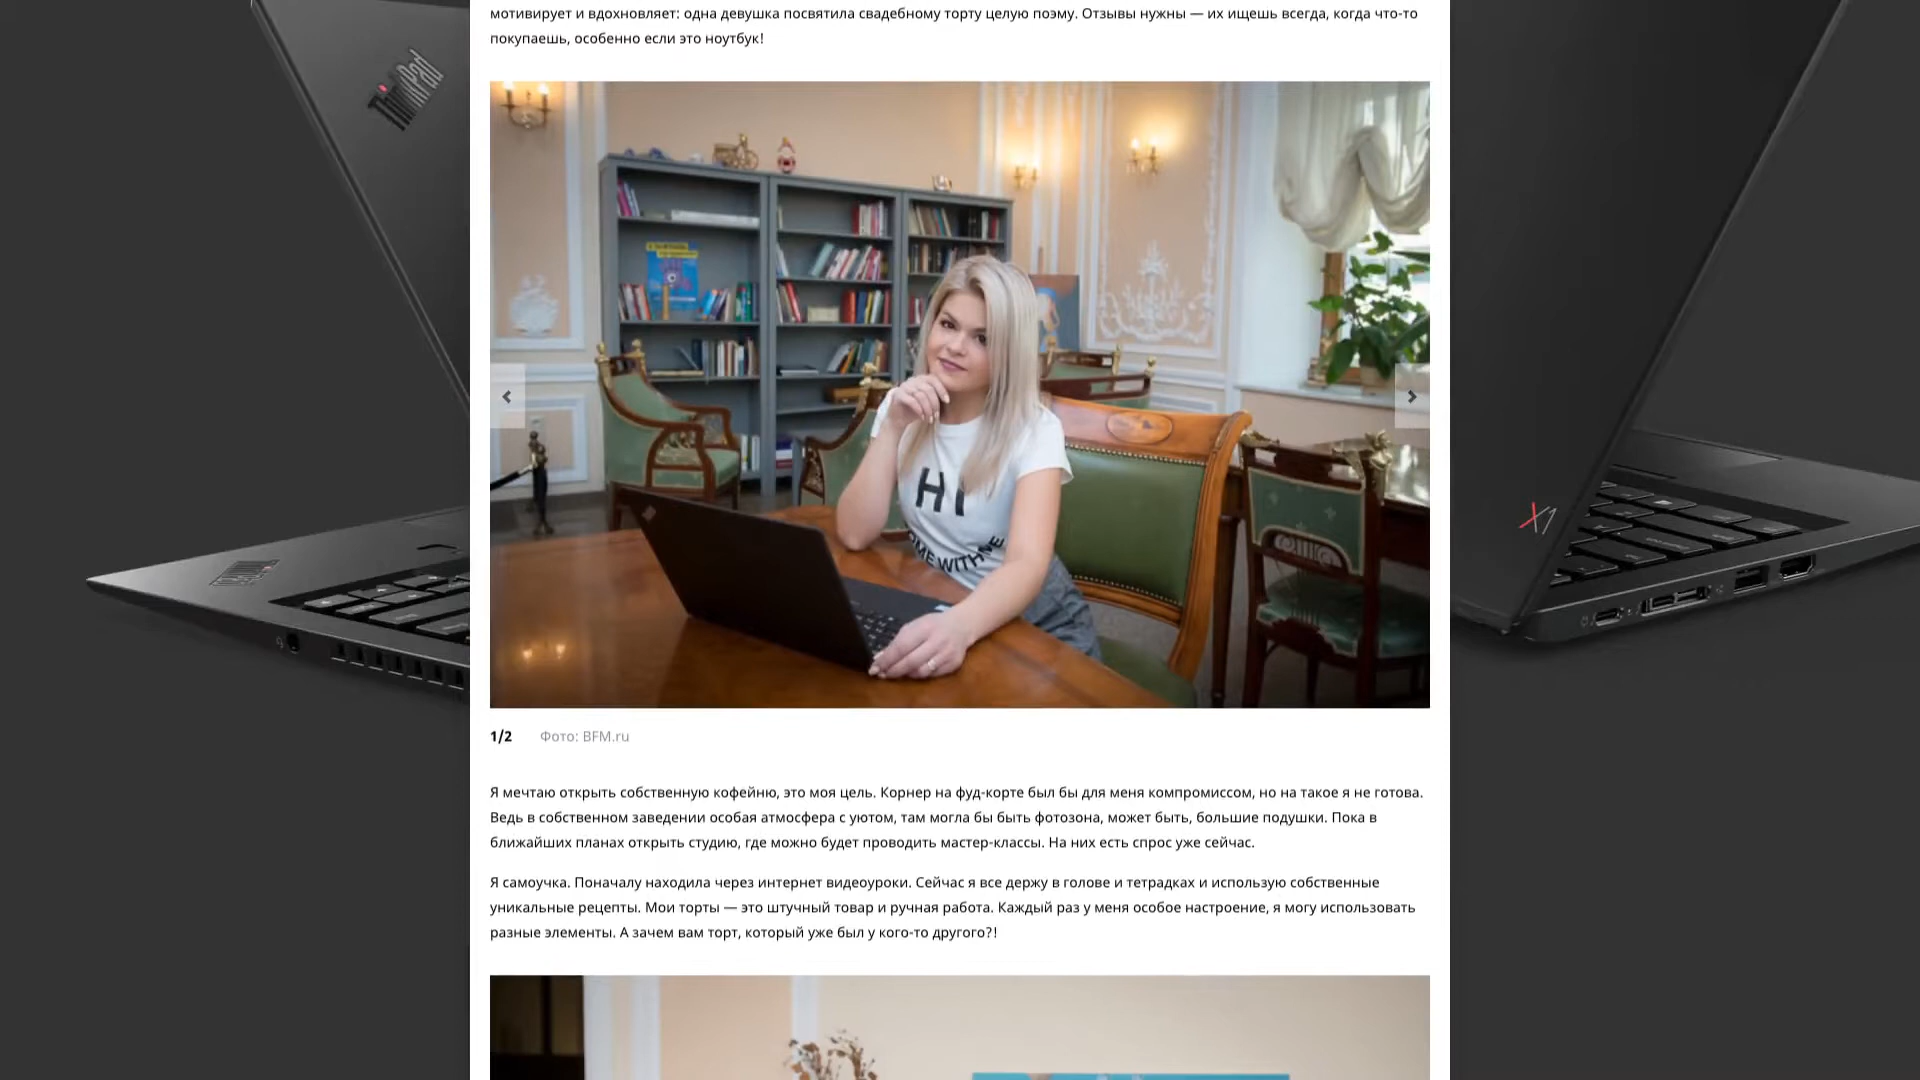 мотивирует и вдохновляет: одна девушка посвятила свадебному торту целую поэму. Отзывы нужны — их ищешь всегда, когда что-то
покупаешь, особенно если это ноутбук!
ThinkPad
HI
OME WITH ME
X1
ThinkPad
1/2 Фото: BFM.ru
Я мечтаю открыть собственную кофейню, это моя цель. Корнер на фуд-корте был бы для меня компромиссом, но на такое я не готова.
Ведь в собственном заведении особая атмосфера с уютом, там могла бы быть фотозона, может быть, большие подушки. Пока в
ближайших планах открыть студию, где можно будет проводить мастер-классы. На них есть спрос уже сейчас.
Я самоучка. Поначалу находила через интернет видеоуроки. Сейчас я все держу в голове и тетрадках и использую собственные
уникальные рецепты. Мои торты — это штучный товар и ручная работа. Каждый раз у меня особое настроение, я могу использовать
разные элементы. А зачем вам торт, который уже был у кого-то другого?!